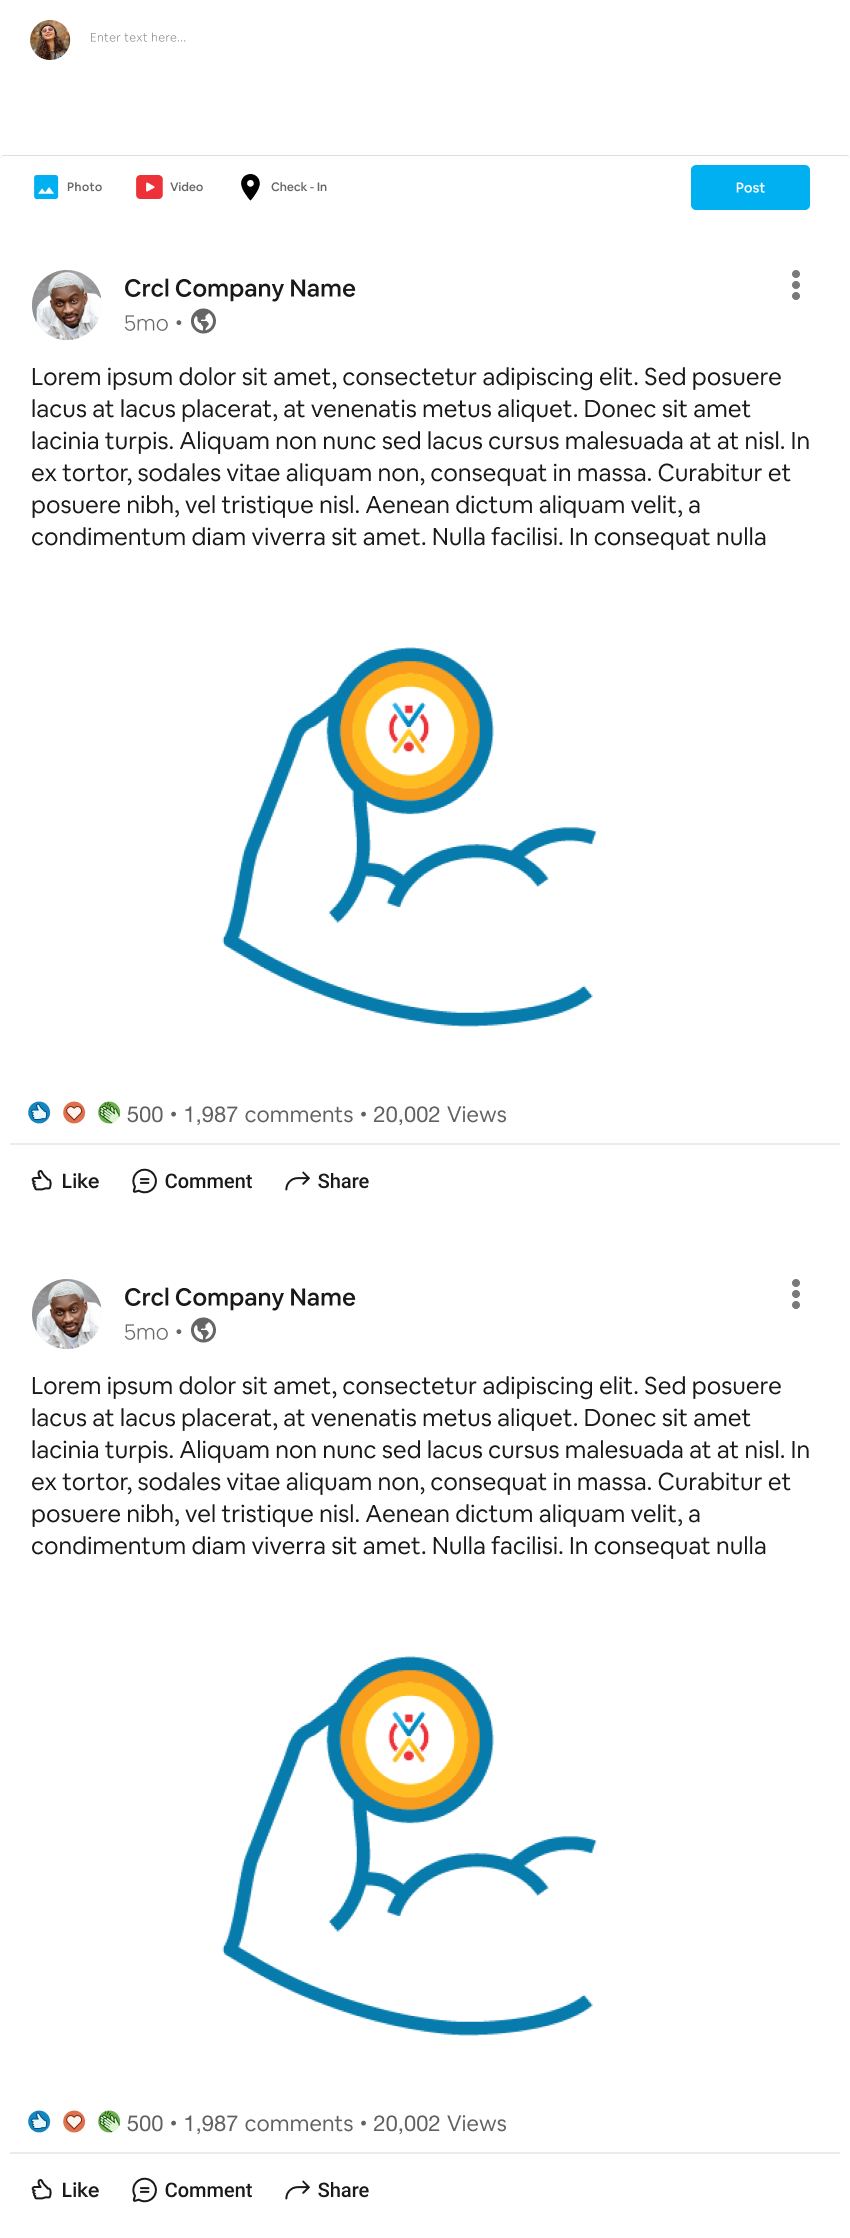 Enter text here...
Photo
Video
Check - In
Post
Crcl Company Name
5mo •
Lorem ipsum dolor sit amet, consectetur adipiscing elit. Sed posuere
lacus at lacus placerat, at venenatis metus aliquet. Donec sit amet
lacinia turpis. Aliquam non nunc sed lacus cursus malesuada at at nisl. In
ex tortor, sodales vitae aliquam non, consequat in massa. Curabitur et
posuere nibh, vel tristique nisl. Aenean dictum aliquam velit, a
condimentum diam viverra sit amet. Nulla facilisi. In consequat nulla
500 • 1,987 comments • 20,002 Views
Like
Comment
Share
Crcl Company Name
5mo •
Lorem ipsum dolor sit amet, consectetur adipiscing elit. Sed posuere
lacus at lacus placerat, at venenatis metus aliquet. Donec sit amet
lacinia turpis. Aliquam non nunc sed lacus cursus malesuada at at nisl. In
ex tortor, sodales vitae aliquam non, consequat in massa. Curabitur et
posuere nibh, vel tristique nisl. Aenean dictum aliquam velit, a
condimentum diam viverra sit amet. Nulla facilisi. In consequat nulla
500 • 1,987 comments • 20,002 Views
Like
Comment
Share